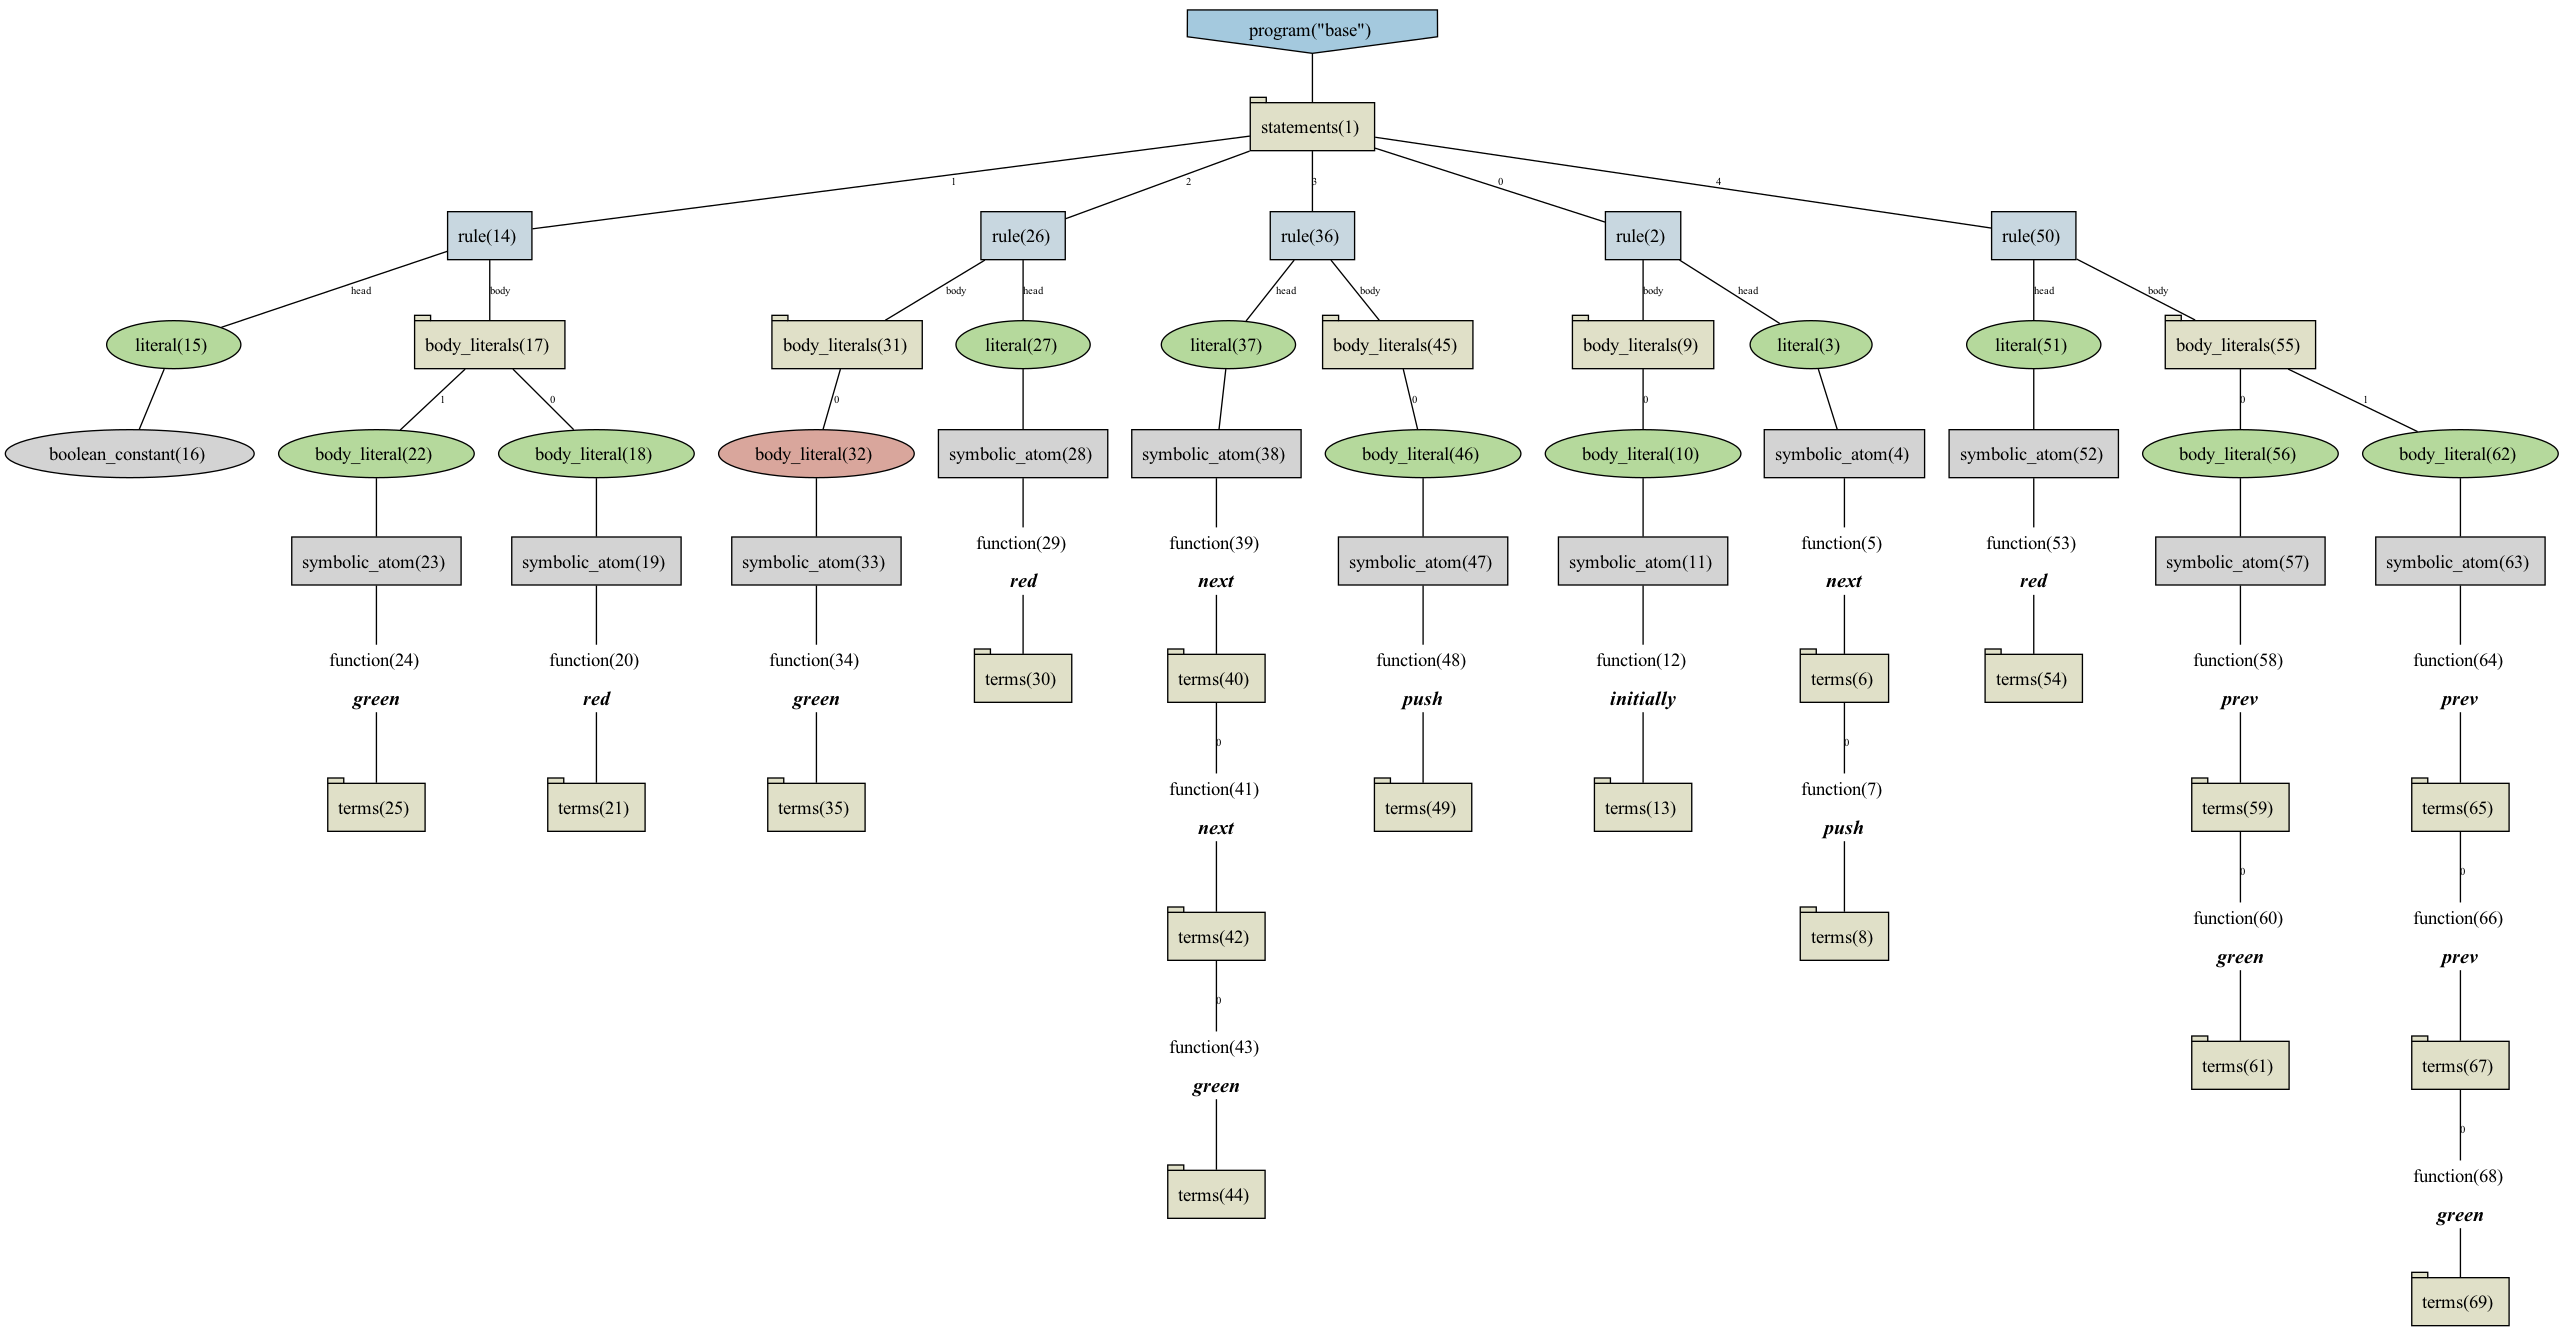 program("base")
statements(1)
1
2
3
0
4
rule(14)
rule(26)
rule(36)
rule(2)
rule(50)
head
body
body
head
head
body
body
head
head
body
literal(15)
body_literals(17)
body_literals(31)
literal(27)
literal(37)
body_literals(45)
body_literals(9)
literal(3)
literal(51)
body_literals(55)
1
0
0
0
0
0
1
boolean_constant(16)
body_literal(22)
body_literal(18)
body_literal(32)
symbolic_atom(28)
symbolic_atom(38)
body_literal(46)
body_literal(10)
symbolic_atom(4)
symbolic_atom(52)
body_literal(56)
body_literal(62)
symbolic_atom(23)
symbolic_atom(19)
symbolic_atom(33)
function(29)
red
function(39)
next
symbolic_atom(47)
symbolic_atom(11)
function(5)
next
function(53)
red
symbolic_atom(57)
symbolic_atom(63)
function(24)
green
function(20)
red
function(34)
green
terms(30)
terms(40)
function(48)
push
function(12)
initially
terms(6)
terms(54)
function(58)
prev
function(64)
prev
0
0
terms(25)
terms(21)
terms(35)
function(41)
next
terms(49)
terms(13)
function(7)
push
terms(59)
terms(65)
0
0
terms(42)
terms(8)
function(60)
green
function(66)
prev
0
function(43)
green
terms(61)
terms(67)
0
terms(44)
function(68)
green
terms(69)